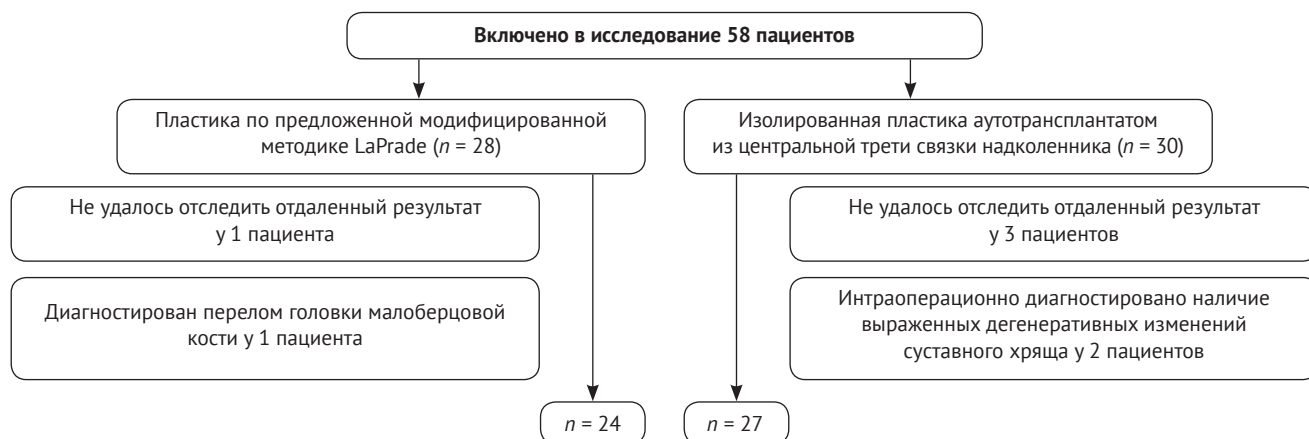 Включено в исследование 58 пациентов
Пластика по предложенной модифицированной
методике LaPrade (n = 28)
Изолированная пластика аутотрансплантатом
из центральной трети связки надколенника (n = 30)
Не удалось отследить отдаленный результат
у 1 пациента
Не удалось отследить отдаленный результат
у 3 пациентов
Диагностирован перелом головки малоберцовой
кости у 1 пациента
Интраоперационно диагностировано наличие
выраженных дегенеративных изменений
суставного хряща у 2 пациентов
n = 24
n = 27